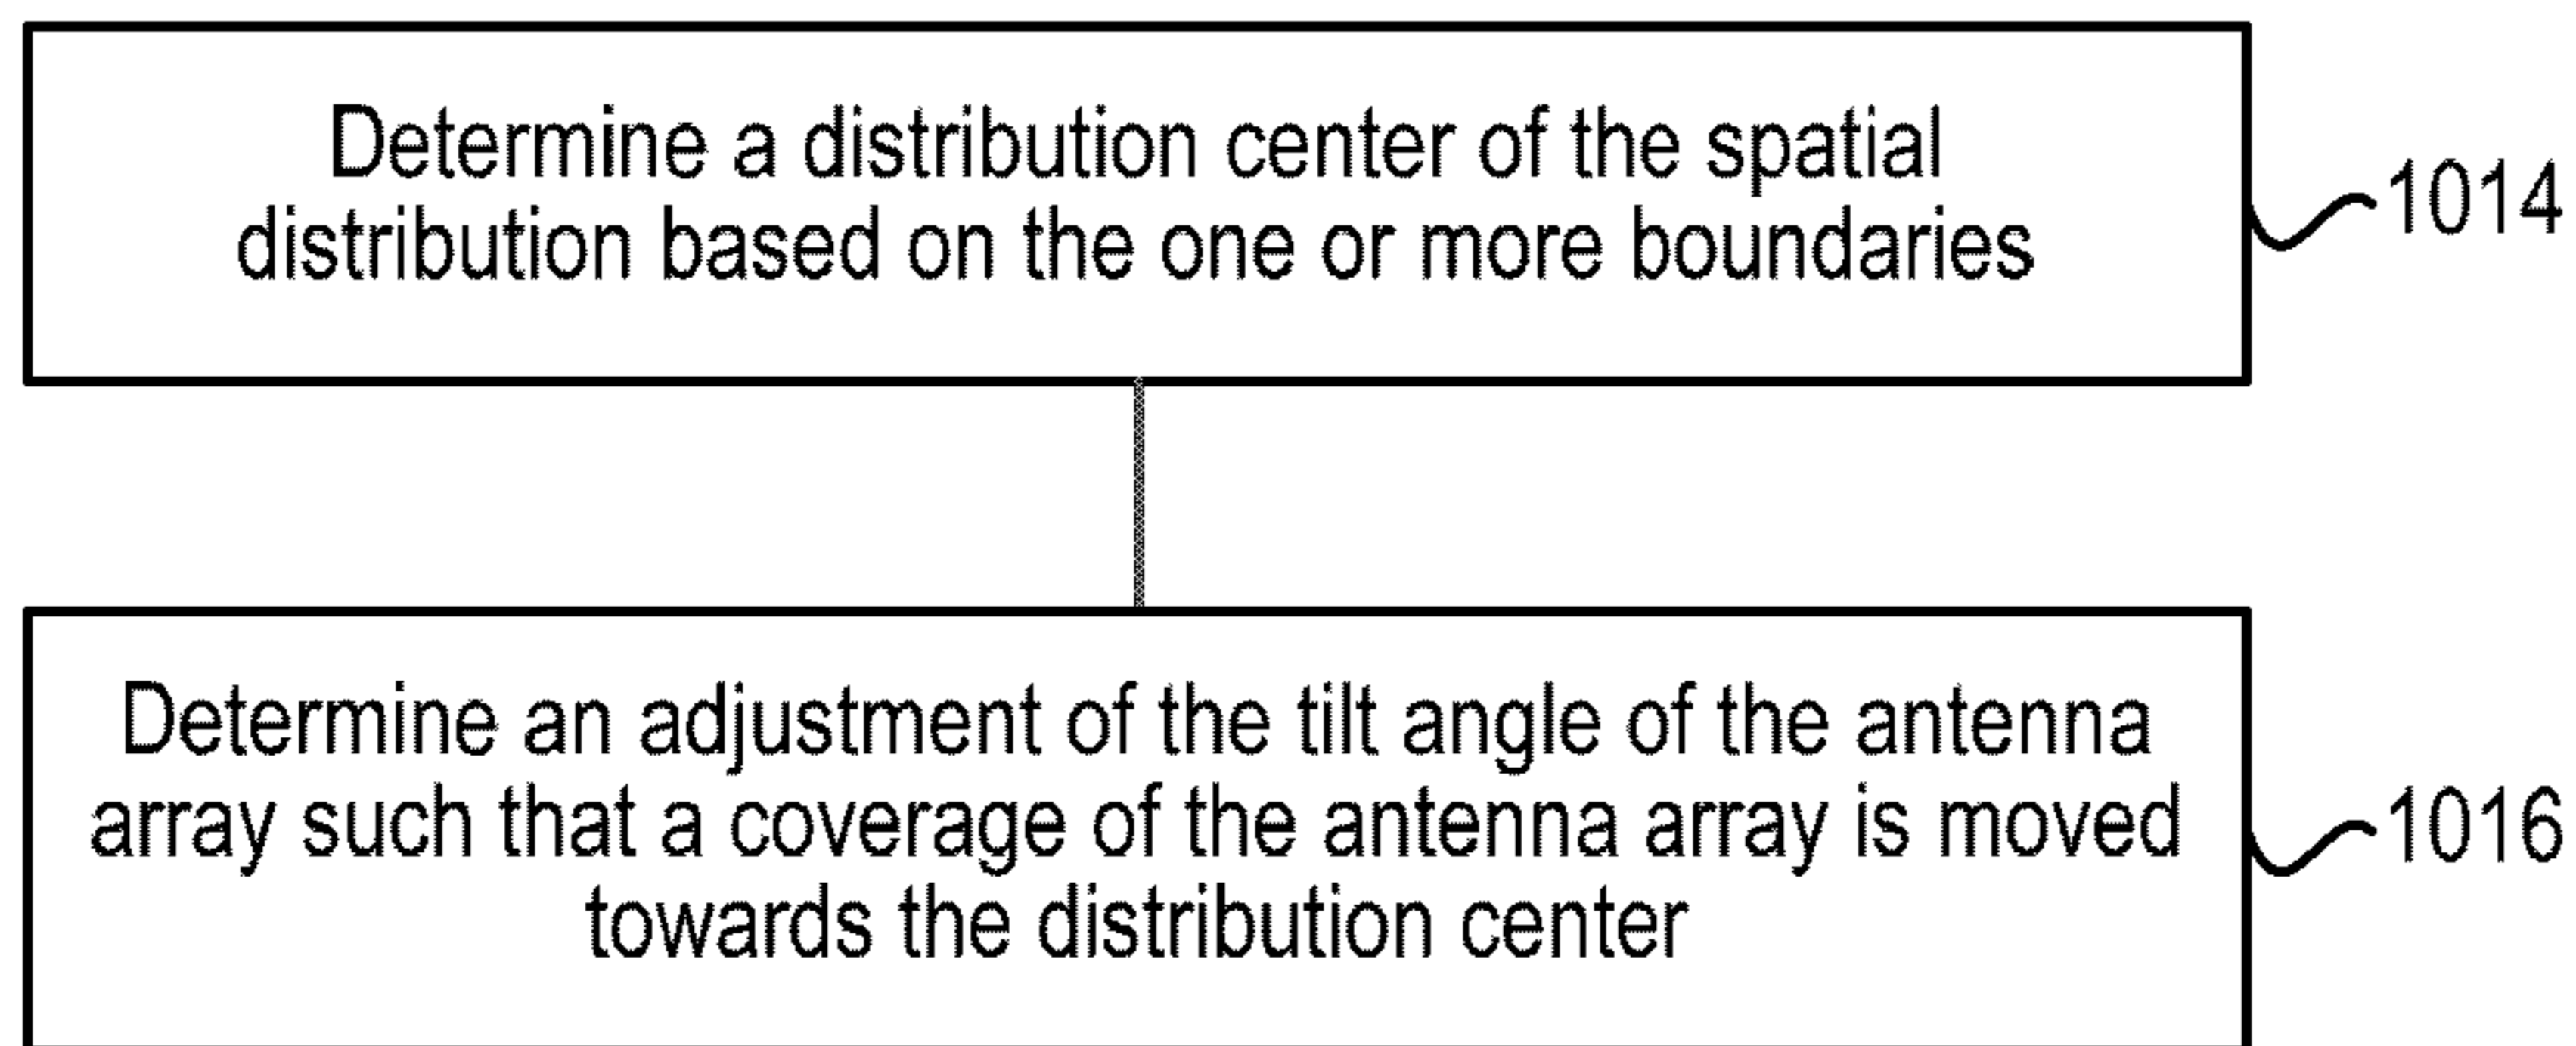 Determine a distribution center of the spatial
distribution based on the one or more boundaries
1014
Determine an adjustment of the tilt angle of the antenna
array such that a coverage of the antenna array is moved
towards the distribution center
1016